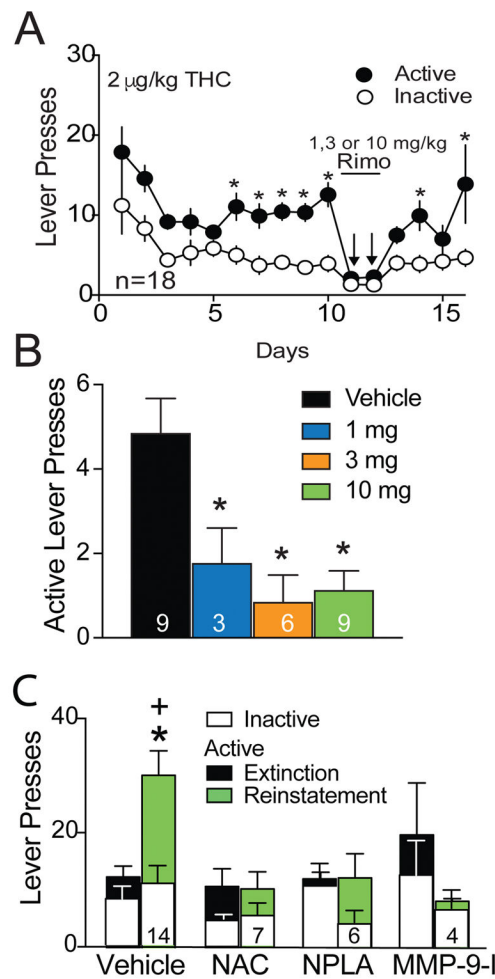 A
Lever Presses
30
20
10
0
2 µg/kg THC
Active
Inactive
1,3 or 10 mg/kg
Rimo
* * * * * * *
n=18
0 5 10 15
Days
B
Active Lever Presses
6
4
2
0
Vehicle
1 mg
3 mg
10 mg
* * *
9 3 6 9
C
Lever Presses
40
20
0
+
*
Inactive
Active
Extinction
Reinstatement
14 7 6 4
Vehicle NAC NPLA MMP-9-I